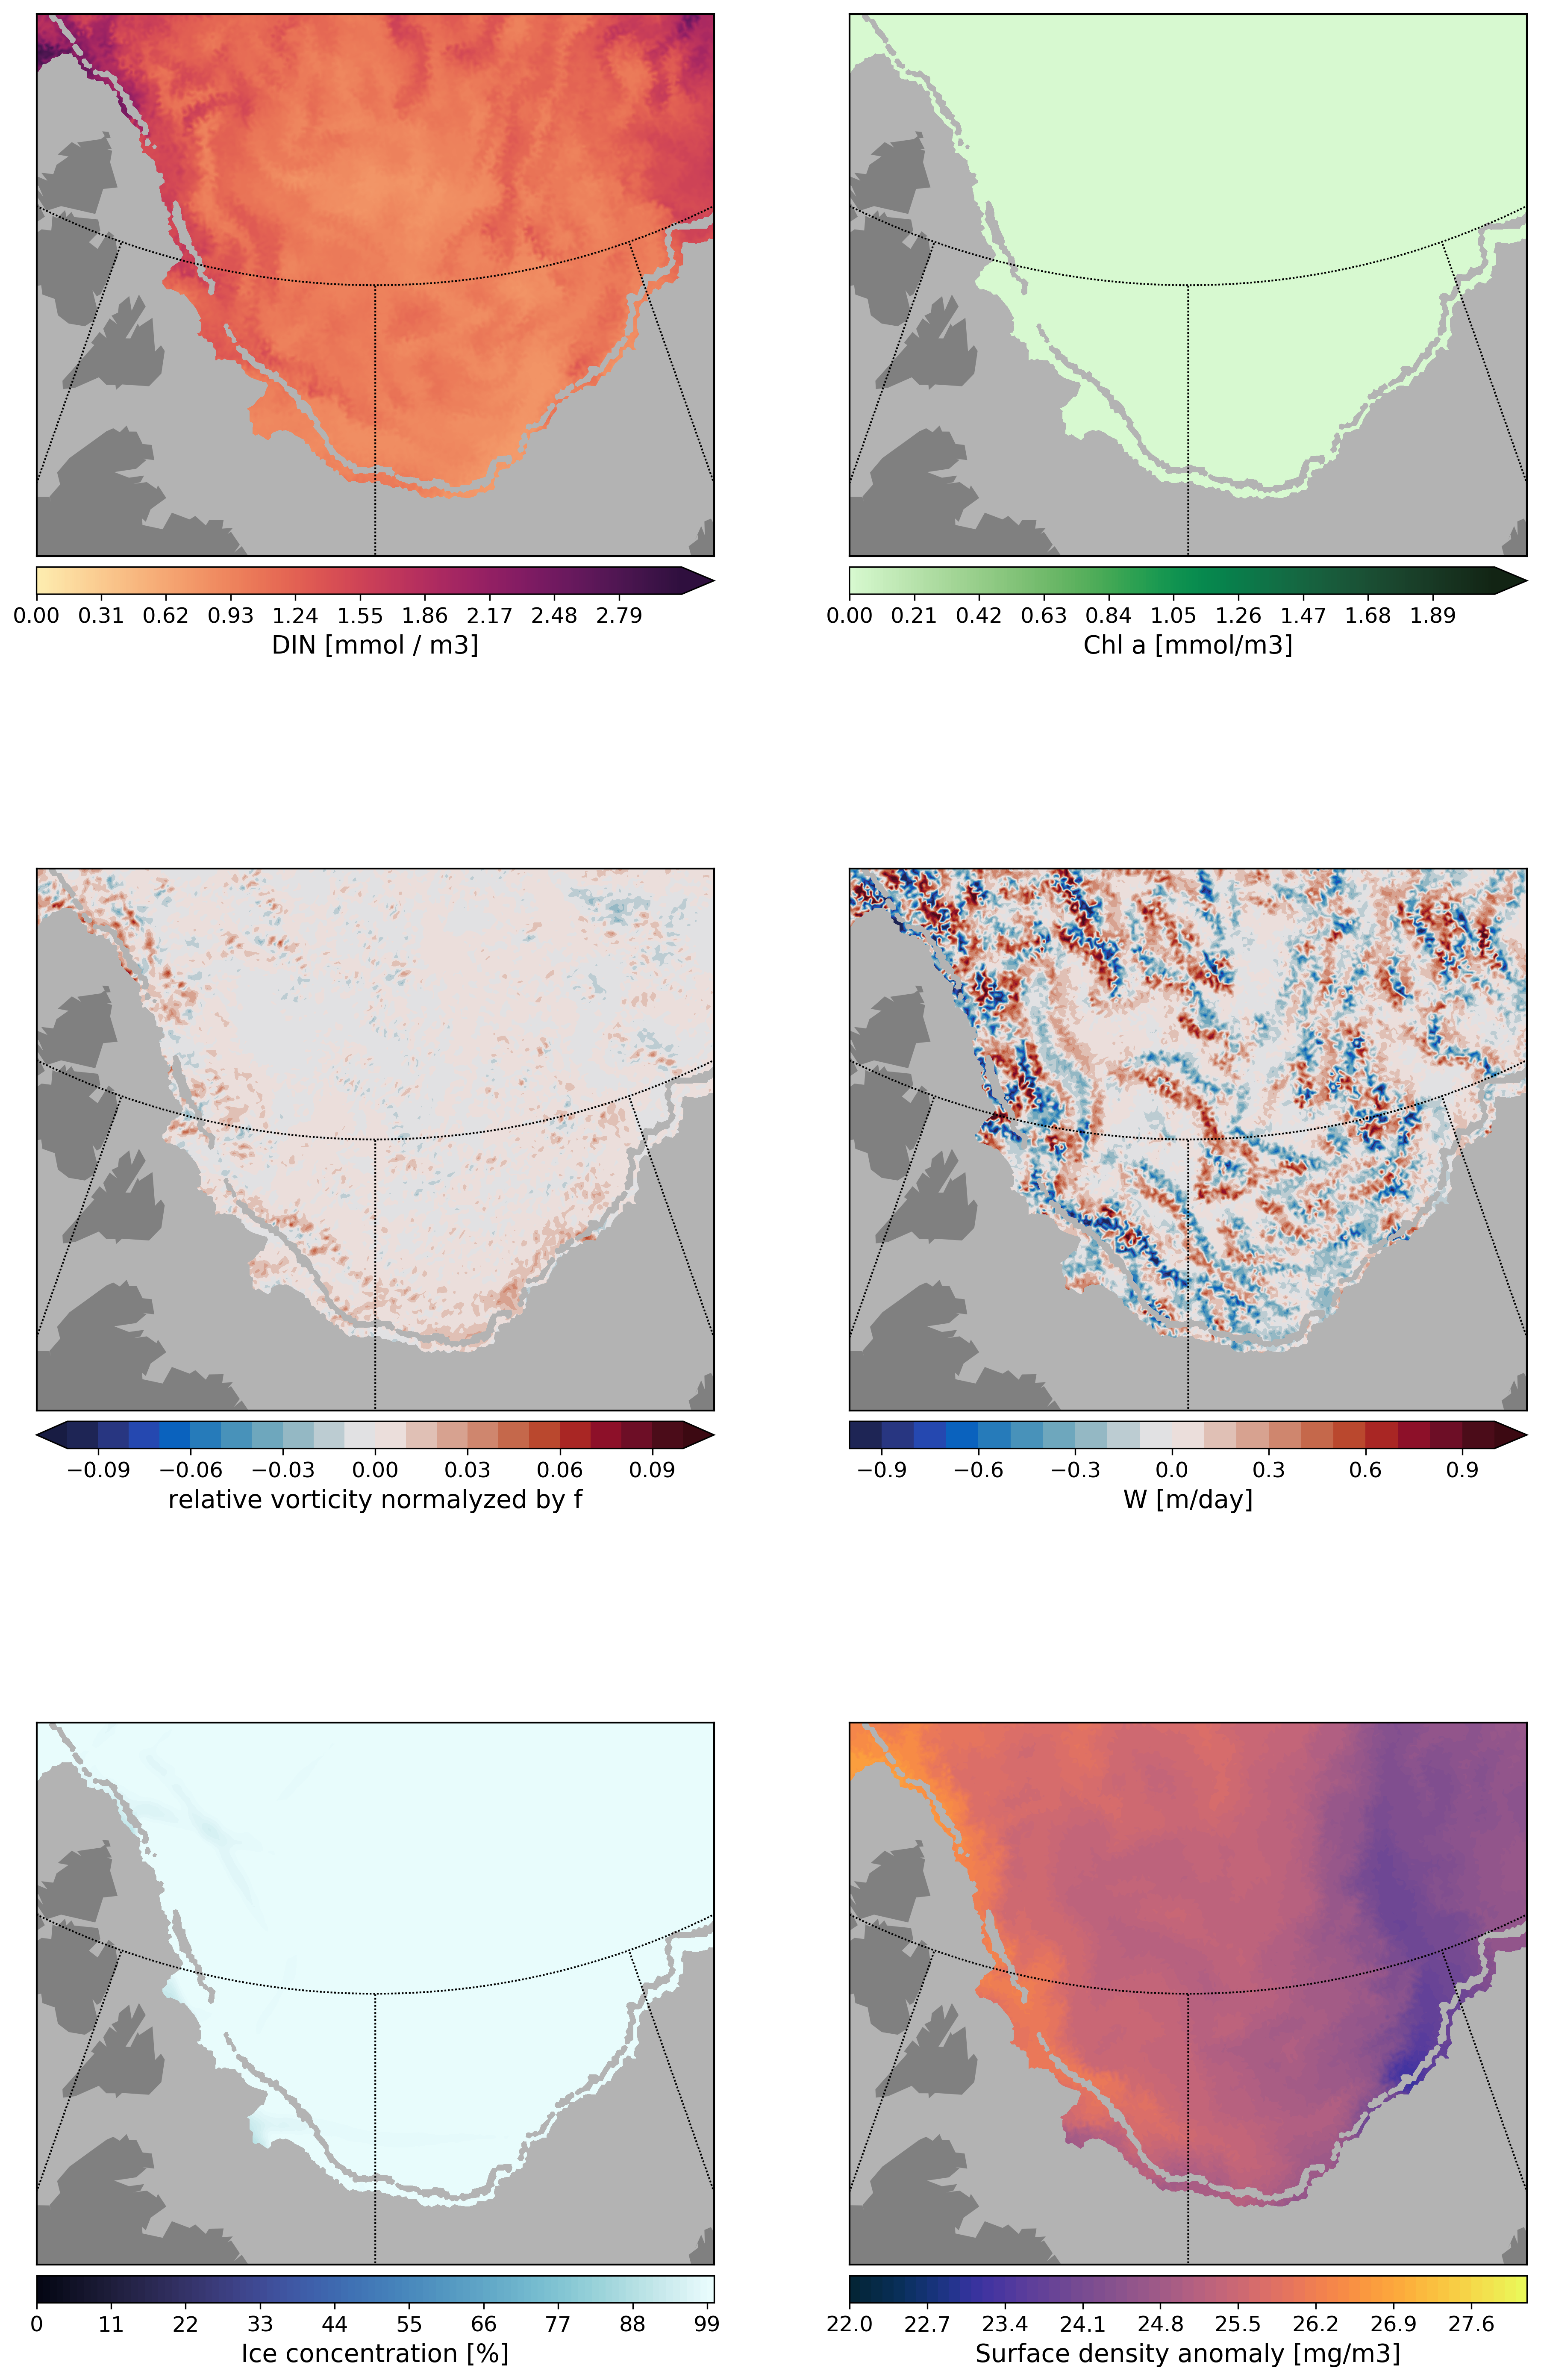 0.00 0.31 0.62 0.93 1.24 1.55 1.86 2.17 2.48 2.79
DIN [mmol / m3]
0.00 0.21 0.42 0.63 0.84 1.05 1.26 1.47 1.68 1.89
Chl a [mmol/m3]
−0.09 −0.06 −0.03 0.00 0.03 0.06 0.09
relative vorticity normalyzed by f
−0.9 −0.6 −0.3 0.0 0.3 0.6 0.9
W [m/day]
0 11 22 33 44 55 66 77 88 99
Ice concentration [%]
22.0 22.7 23.4 24.1 24.8 25.5 26.2 26.9 27.6
Surface density anomaly [mg/m3]